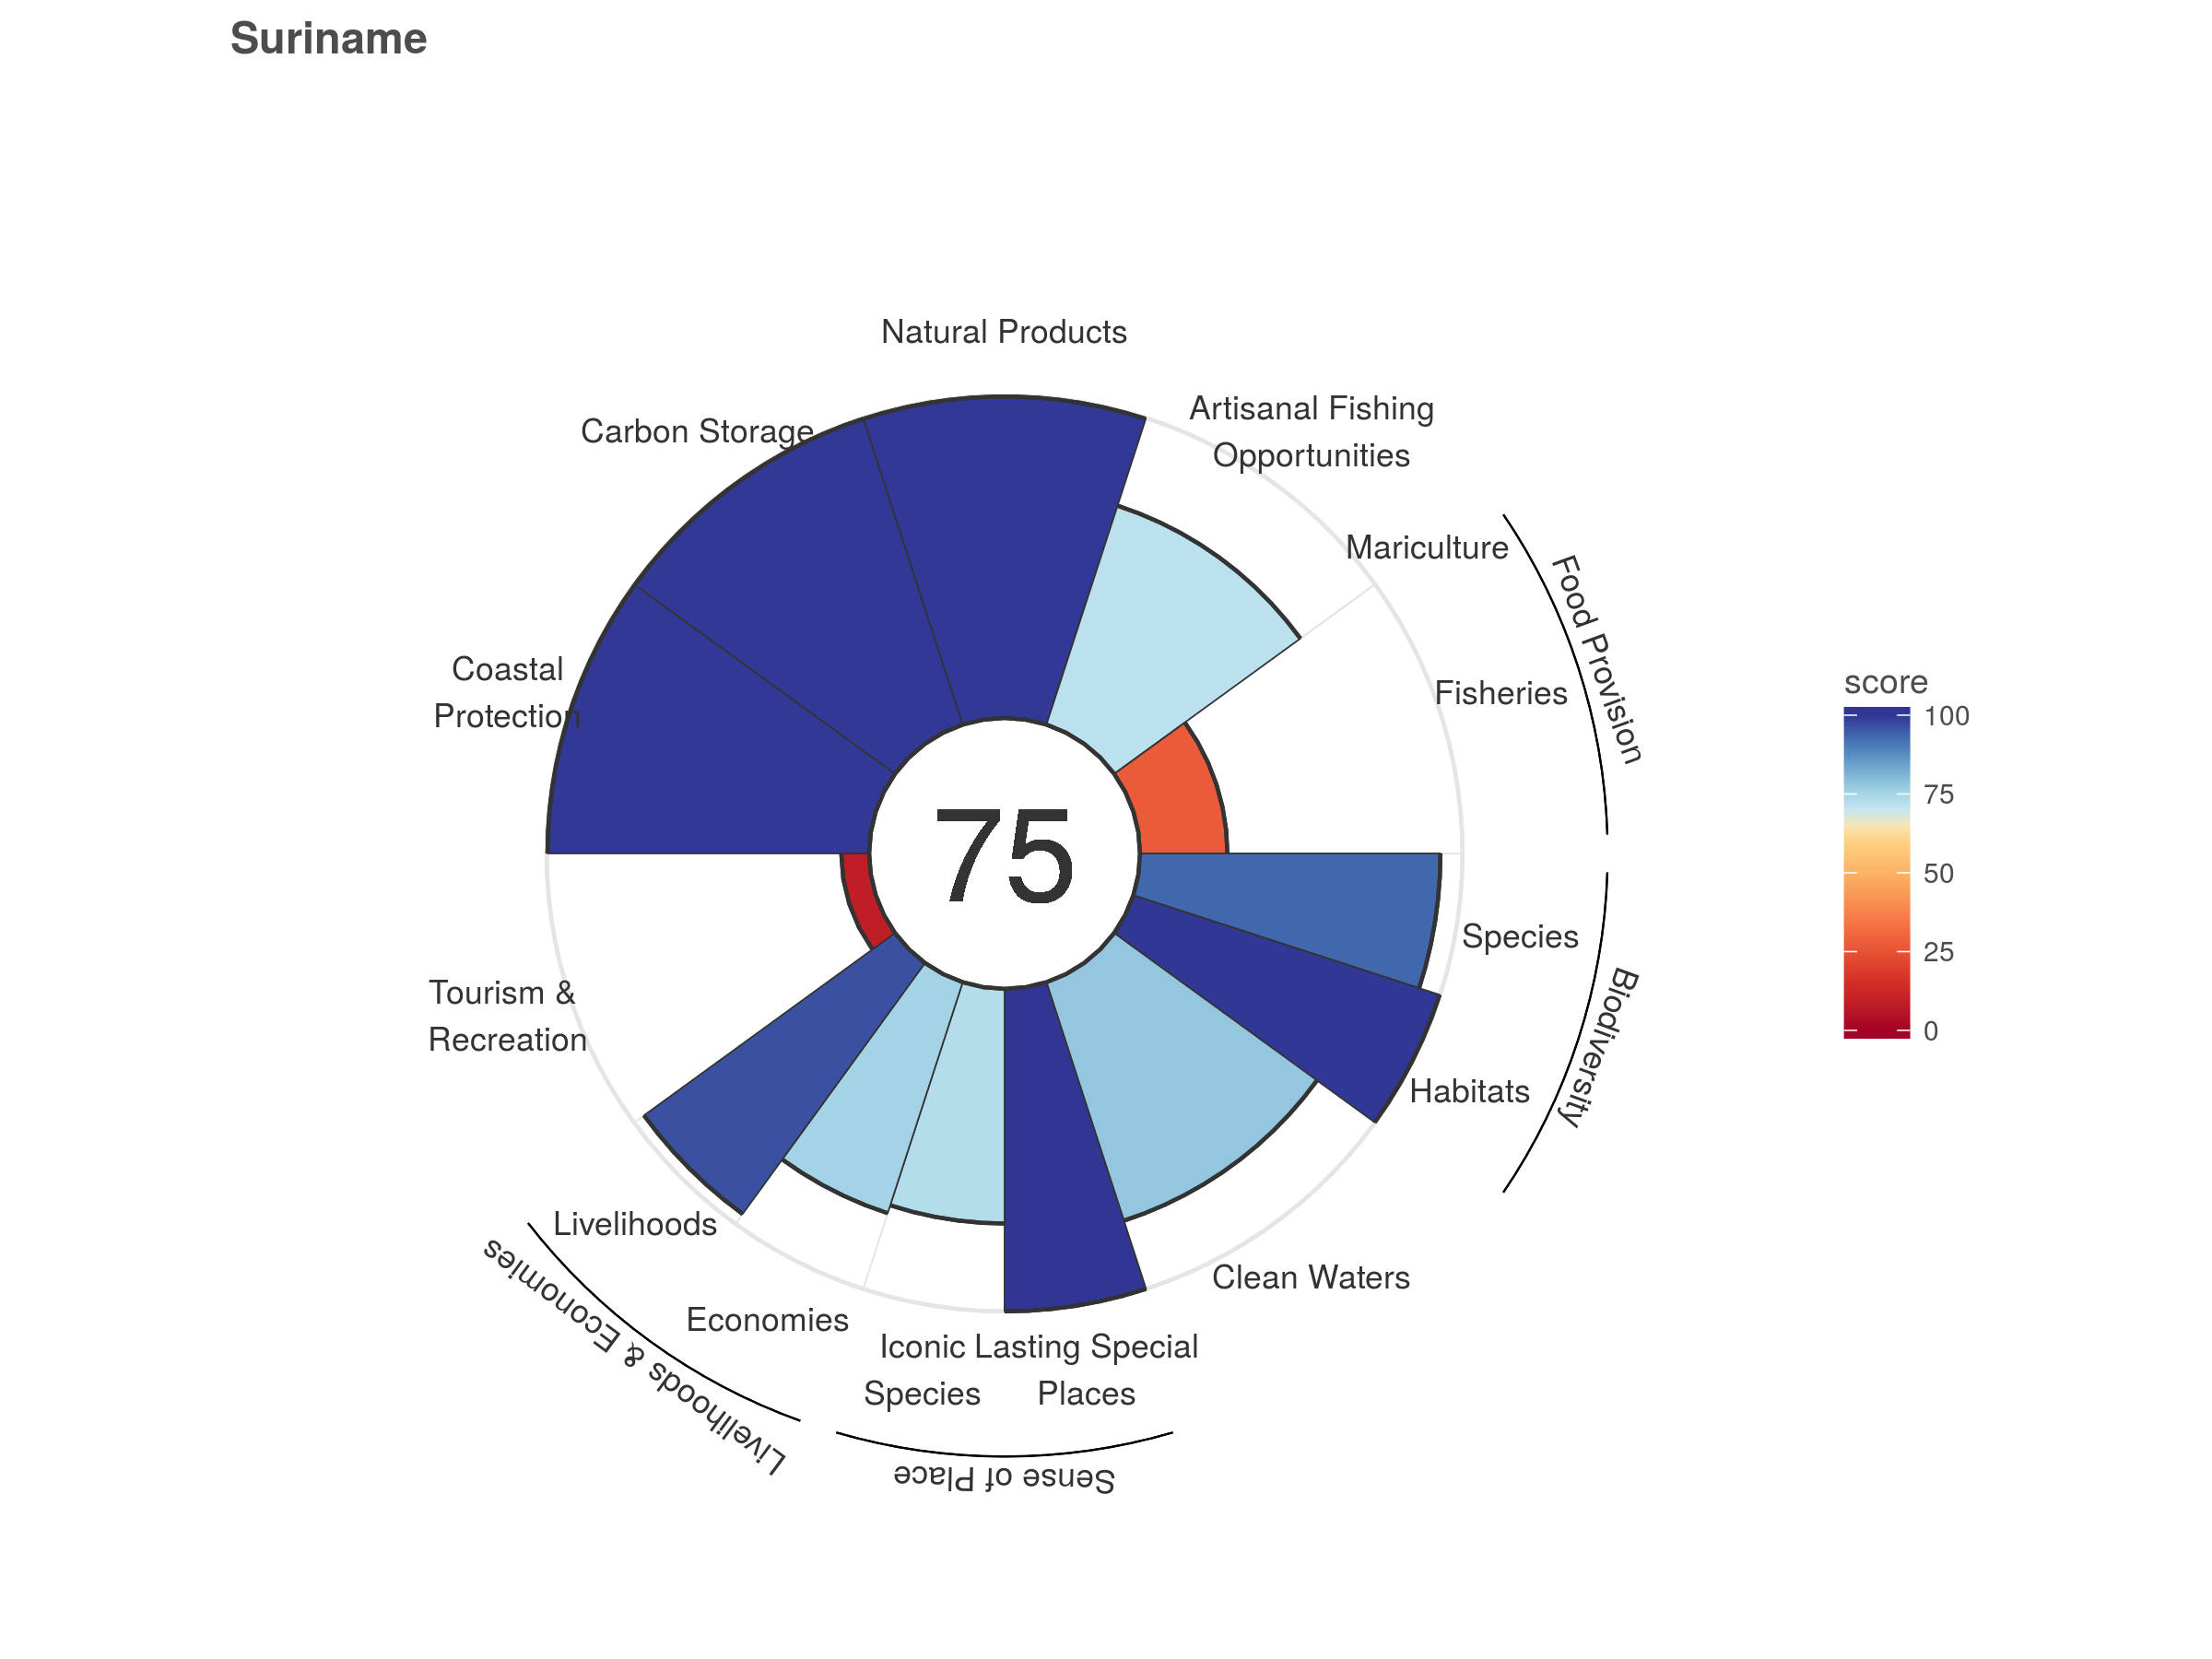 Suriname
Natural Products
Artisanal Fishing
Opportunities
Carbon Storage
Mariculture
Food Provision
Coastal
Protection
Fisheries
score
100
75
50
25
0
75
Species
Biodiversity
Tourism &
Recreation
Habitats
Livelihoods
Clean Waters
Economies
Livelihoods & Economies
Iconic
Species
Lasting Special
Places
Sense of Place